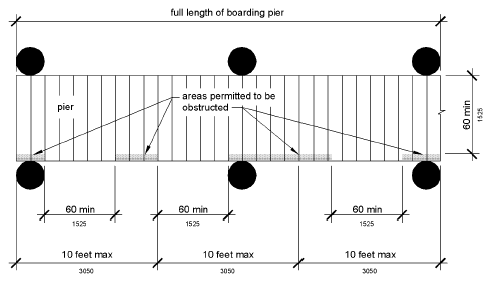 full length of boarding pier
pier
areas permitted to be
obstructed
60 min
1525
60 min
60 min
60 min
1525
1525
1525
10 feet max
10 feet max
10 feet max
3050
3050
3050